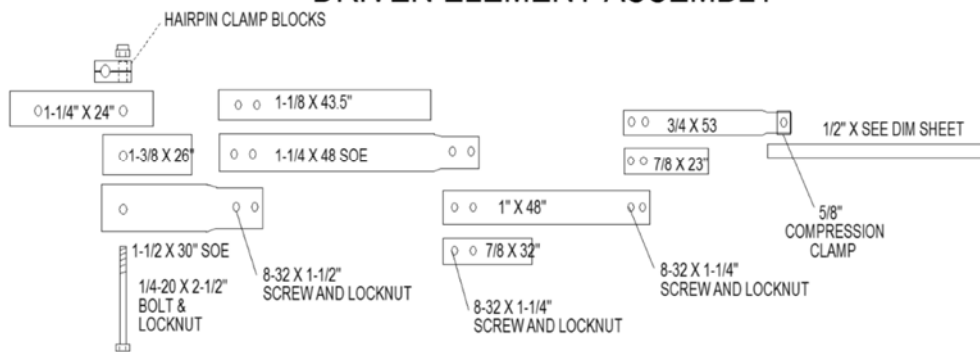 DRIVEN ELEMENT ASSEMBLY
HAIRPIN CLAMP BLOCKS
1-1/4" X 24"
1-3/8 X 26"
1-1/2 X 30" SOE
1/4-20 X 2-1/2"
BOLT &
LOCKNUT
1-1/8 X 43.5"
1-1/4 X 48 SOE
8-32 X 1-1/2"
SCREW AND LOCKNUT
1" X 48"
7/8 X 32"
8-32 X 1-1/4"
SCREW AND LOCKNUT
3/4 X 53
7/8 X 23"
8-32 X 1-1/4"
SCREW AND LOCKNUT
1/2" X SEE DIM SHEET
5/8"
COMPRESSION
CLAMP